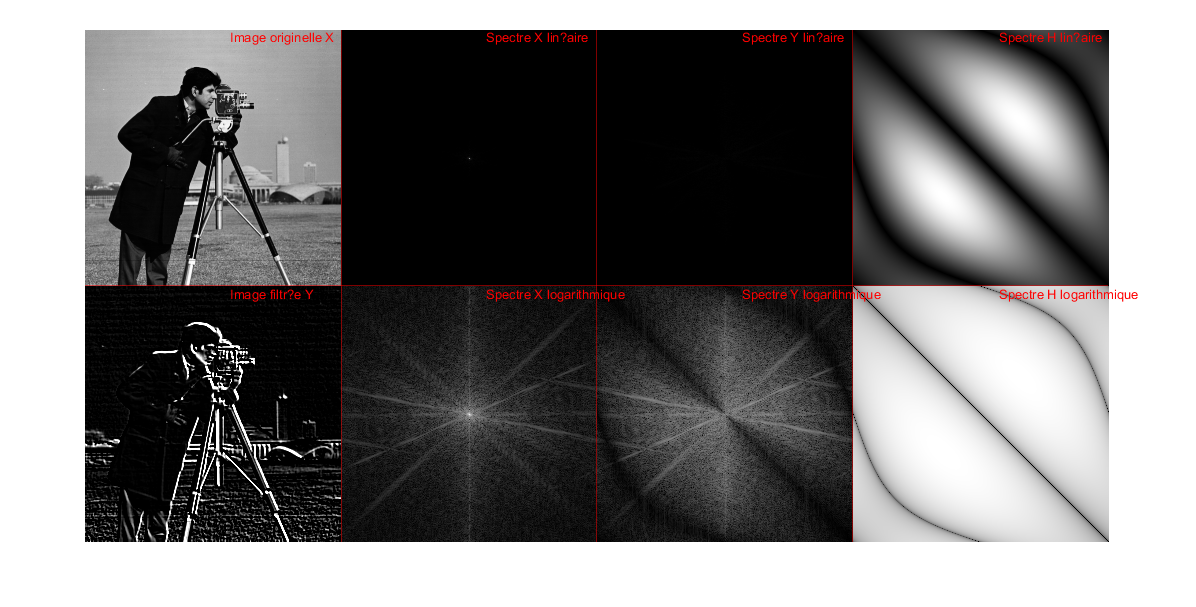 Image originelle X
Spectre X lin?aire
Spectre Y lin?aire
Spectre H lin?aire
Image filtr?e Y
Spectre X logarithmique
Spectre Y logarithmique
Spectre H logarithmique